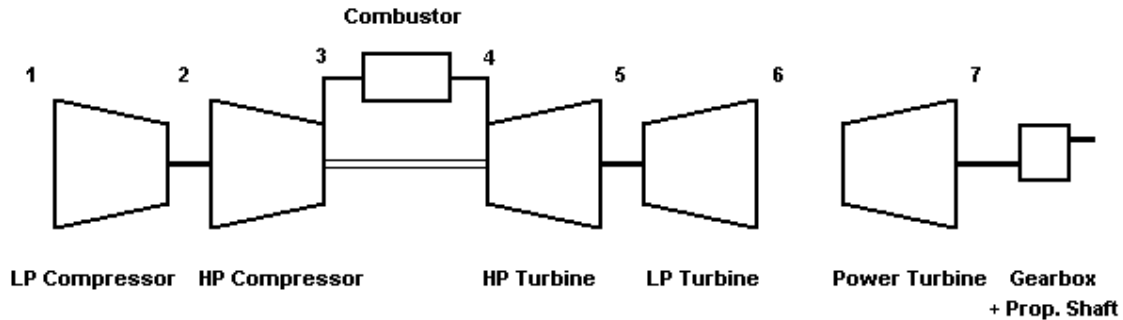 Combustor
1
2
3
4
5
6
7
LP Compressor
HP Compressor
HP Turbine
LP Turbine
Power Turbine
Gearbox
+ Prop. Shaft